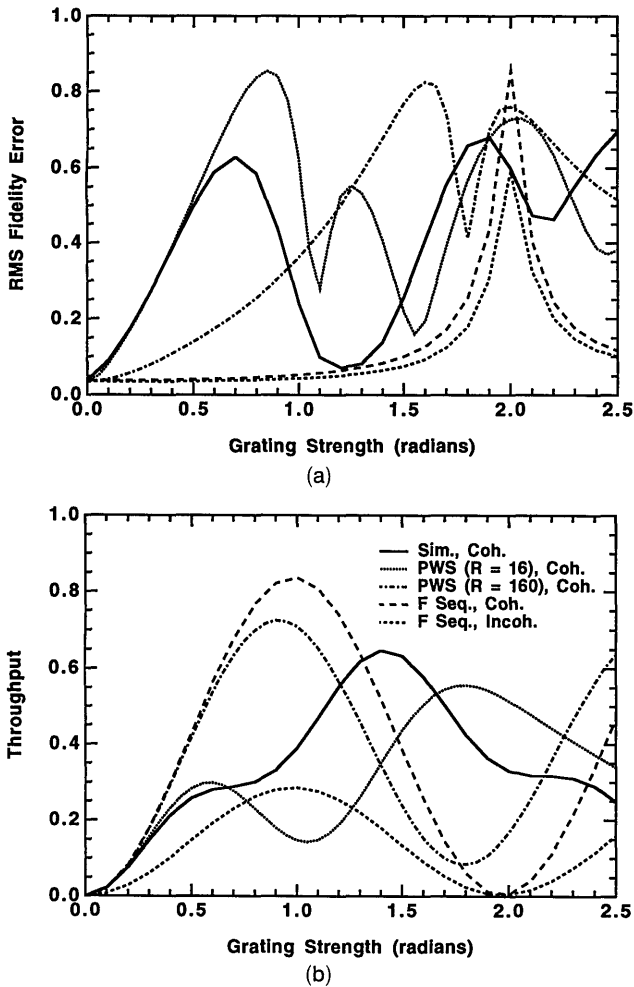 1.0
0.8
0.6
0.4
0.2
0.0
RMS Fidelity Error
0.0 0.5 1.0 1.5 2.0 2.5
Grating Strength (radians)
(a)
1.0
0.8
0.6
0.4
0.2
0.0
Throughput
Sim., Coh.
PWS (R = 16), Coh.
PWS (R = 160), Coh.
F Seq., Coh.
F Seq., Incoh.
0.0 0.5 1.0 1.5 2.0 2.5
Grating Strength (radians)
(b)